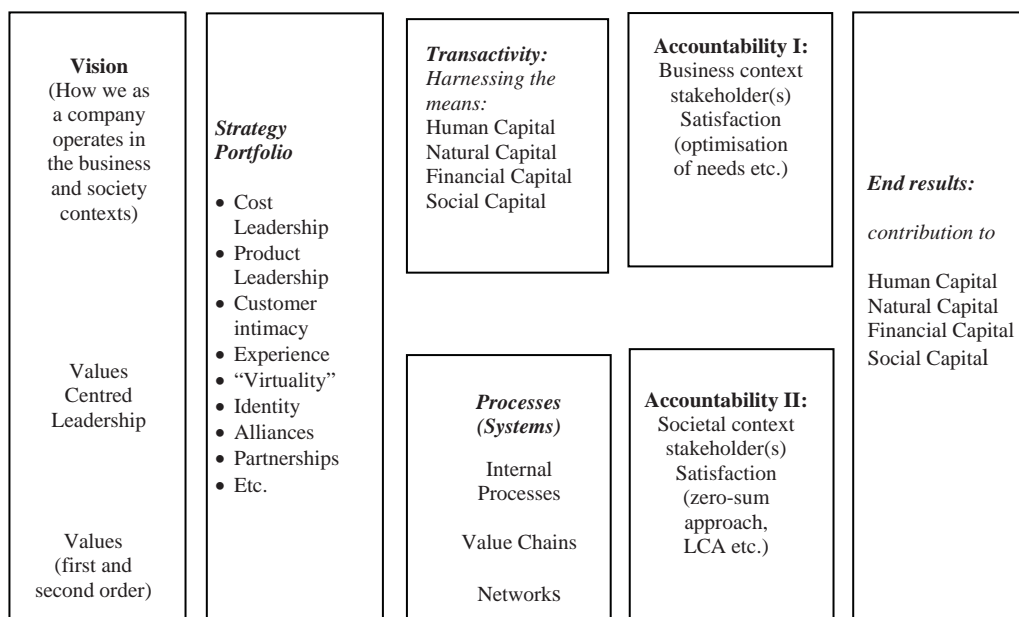 Vision
(How we as
a company
operates in
the business
and society
contexts)
Values
Centred
Leadership
Values
(first and
second order)
Strategy
Portfolio
• Cost
Leadership
• Product
Leadership
• Customer
intimacy
• Experience
• “Virtuality”
• Identity
• Alliances
• Partnerships
• Etc.
Transactivity:
Harnessing the
means:
Human Capital
Natural Capital
Financial Capital
Social Capital
Processes
(Systems)
Internal
Processes
Value Chains
Networks
Accountability I:
Business context
stakeholder(s)
Satisfaction
(optimisation
of needs etc.)
Accountability II:
Societal context
stakeholder(s)
Satisfaction
(zero-sum
approach,
LCA etc.)
End results:
contribution to
Human Capital
Natural Capital
Financial Capital
Social Capital